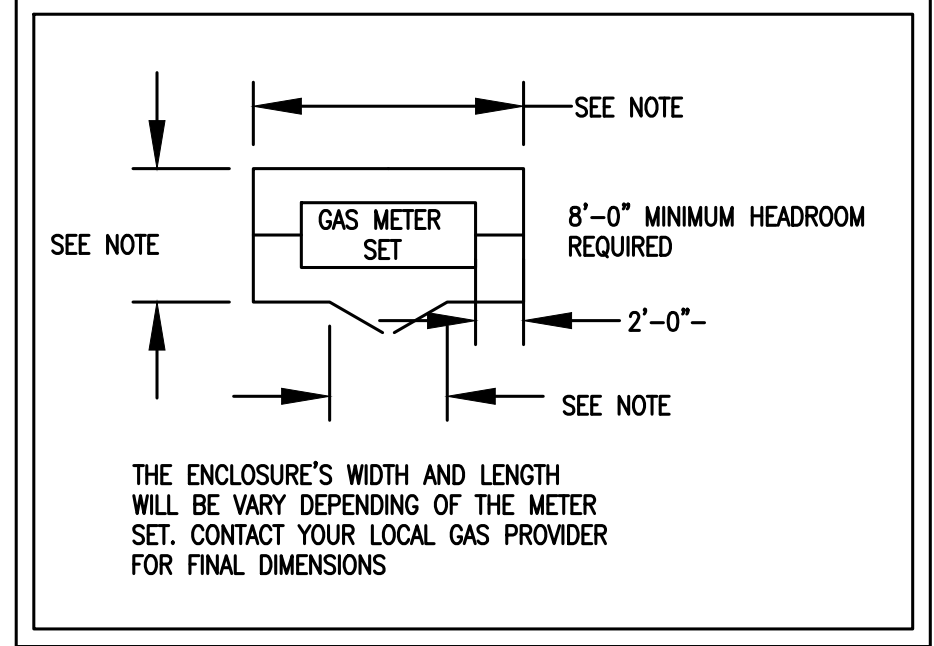 SEE NOTE
GAS METER
SET
8'-0" MINIMUM HEADROOM
REQUIRED
SEE NOTE
2'-0"-
SEE NOTE
THE ENCLOSURE'S WIDTH AND LENGTH
WILL BE VARY DEPENDING OF THE METER
SET. CONTACT YOUR LOCAL GAS PROVIDER
FOR FINAL DIMENSIONS